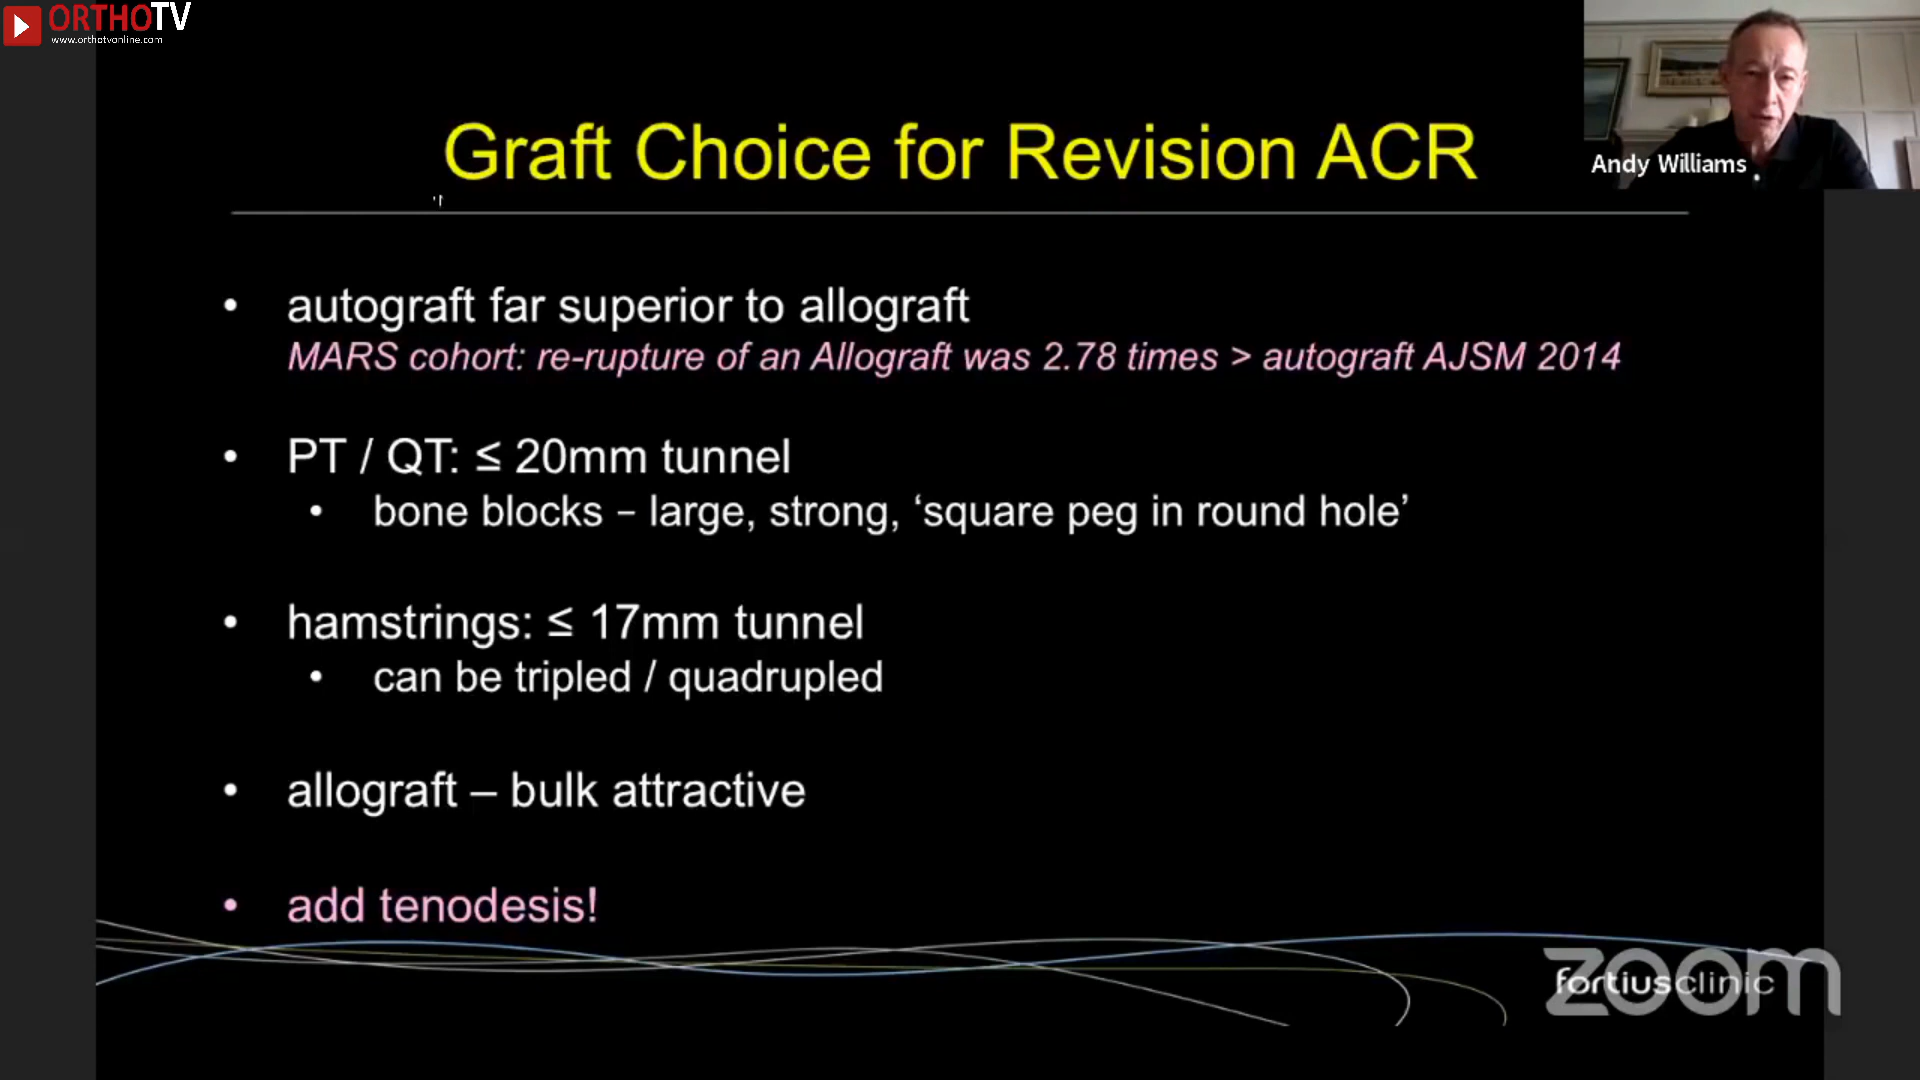 ORTHOTV
www.orthotvonline.com
Andy Williams
Graft Choice for Revision ACR
• autograft far superior to allograft
MARS cohort: re-rupture of an Allograft was 2.78 times > autograft AJSM 2014
• PT / QT: ≤ 20mm tunnel
• bone blocks – large, strong, ‘square peg in round hole’
• hamstrings: ≤ 17mm tunnel
• can be tripled / quadrupled
• allograft – bulk attractive
• add tenodesis!
fortiusclinic
zoom